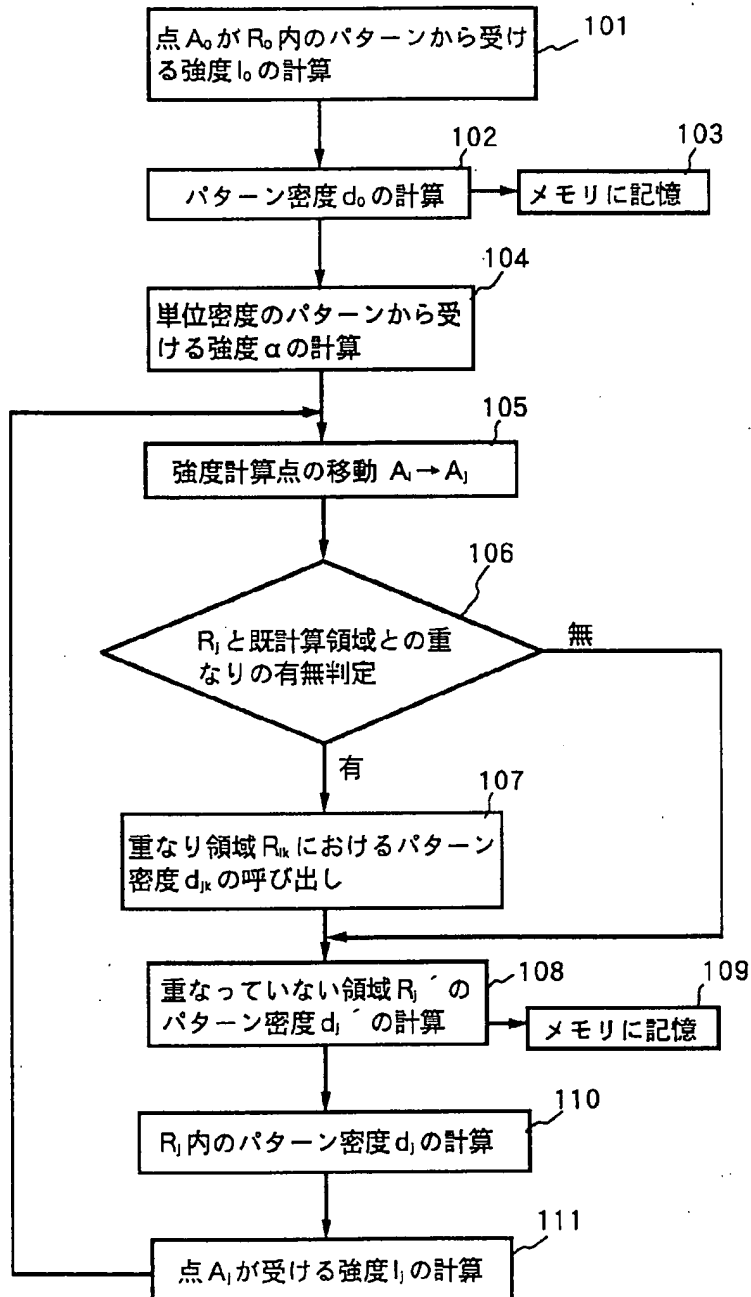 点A₀がR₀内のパターンから受け
る強度I₀の計算
101
102
パターン密度d₀の計算
103
メモリに記憶
104
単位密度のパターンから受
ける強度αの計算
105
強度計算点の移動 Aᵢ→Aⱼ
106
Rⱼと既計算領域との重
なりの有無判定
無
有
107
重なり領域Rⱼₖにおけるパターン
密度dⱼₖの呼び出し
108
重なっていない領域Rⱼ´の
パターン密度dⱼ´の計算
109
メモリに記憶
110
Rⱼ内のパターン密度dⱼの計算
111
点Aⱼが受ける強度Iⱼの計算